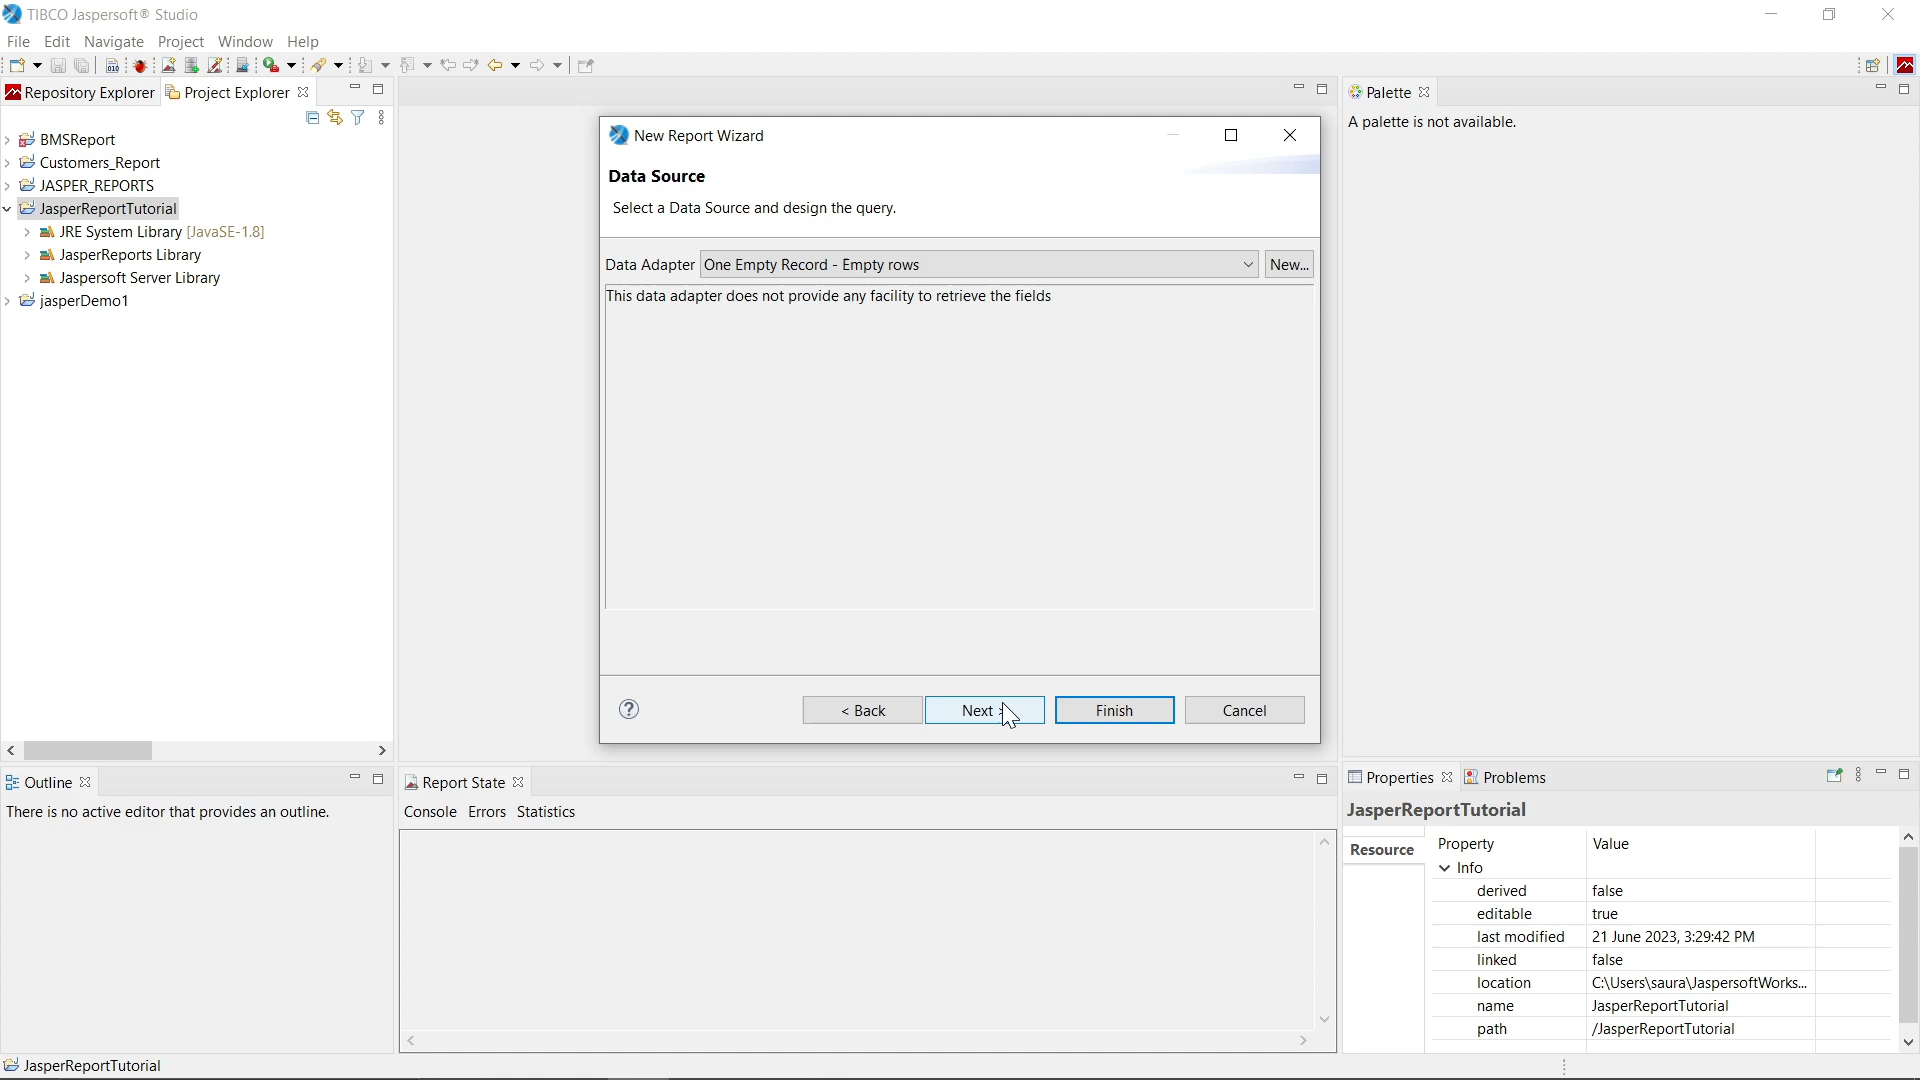 TIBCO Jaspersoft® Studio
File Edit Navigate Project Window Help
Repository Explorer Project Explorer
BMSReport
Customers_Report
JASPER_REPORTS
JasperReportTutorial
JRE System Library [JavaSE-1.8]
JasperReports Library
Jaspersoft Server Library
jasperDemo1
New Report Wizard
Data Source
Select a Data Source and design the query.
Data Adapter One Empty Record - Empty rows New...
This data adapter does not provide any facility to retrieve the fields
< Back Next > Finish Cancel
Palette
A palette is not available.
Outline
There is no active editor that provides an outline.
Report State
Console Errors Statistics
Properties Problems
JasperReportTutorial
Resource
Property Value
Info
derived false
editable true
last modified 21 June 2023, 3:29:42 PM
linked false
location C:\Users\saura\JaspersoftWorks...
name JasperReportTutorial
path /JasperReportTutorial
JasperReportTutorial